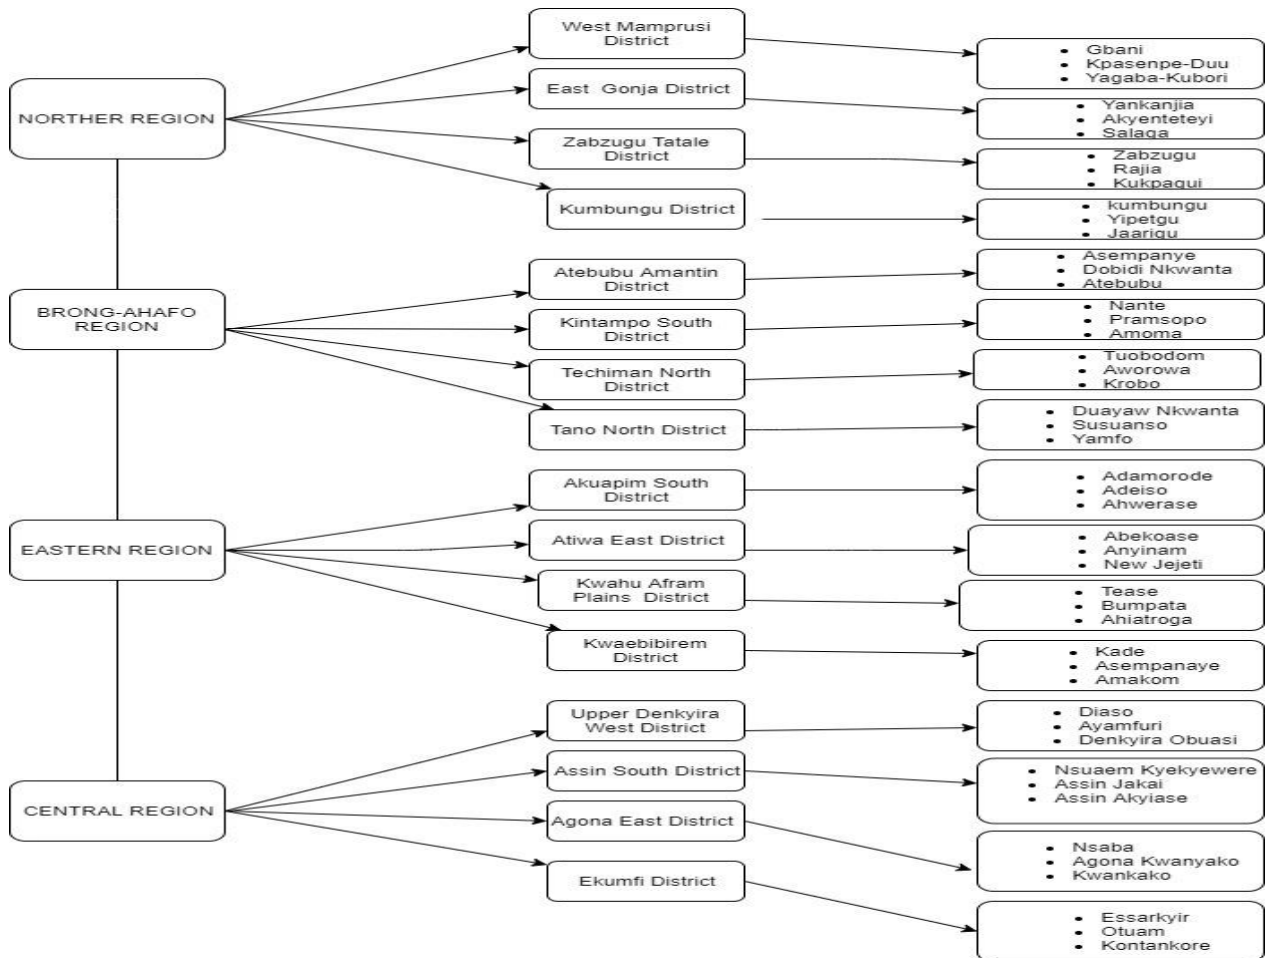 NORTHER REGION
West Mamprusi
District
• Gbani
• Kpasenpe-Duu
• Yagaba-Kubori
East Gonja District
• Yankanjia
• Akyenteteyi
• Salaga
Zabzugu Tatale
District
• Zabzugu
• Rajia
• Kukpagui
Kumbungu District
• kumbungu
• Yipetgu
• Jaarigu
BRONG-AHAFO
REGION
Atebubu Amantin
District
• Asempanye
• Dobidi Nkwanta
• Atebubu
Kintampo South
District
• Nante
• Pramsopo
• Amoma
Techiman North
District
• Tuobodom
• Aworowa
• Krobo
Tano North District
• Duayaw Nkwanta
• Susuanso
• Yamfo
EASTERN REGION
Akuapim South
District
• Adamorode
• Adeiso
• Ahwerase
Atiwa East District
• Abekoase
• Anyinam
• New Jejeti
Kwahu Afram
Plains District
• Tease
• Bumpata
• Ahiatroga
Kwaebibirem
District
• Kade
• Asempanaye
• Amakom
CENTRAL REGION
Upper Denkyira
West District
• Diaso
• Ayamfuri
• Denkyira Obuasi
Assin South District
• Nsuaem Kyekyewere
• Assin Jakai
• Assin Akyiase
Agona East District
• Nsaba
• Agona Kwanyako
• Kwankako
Ekumfi District
• Essarkyir
• Otuam
• Kontankore